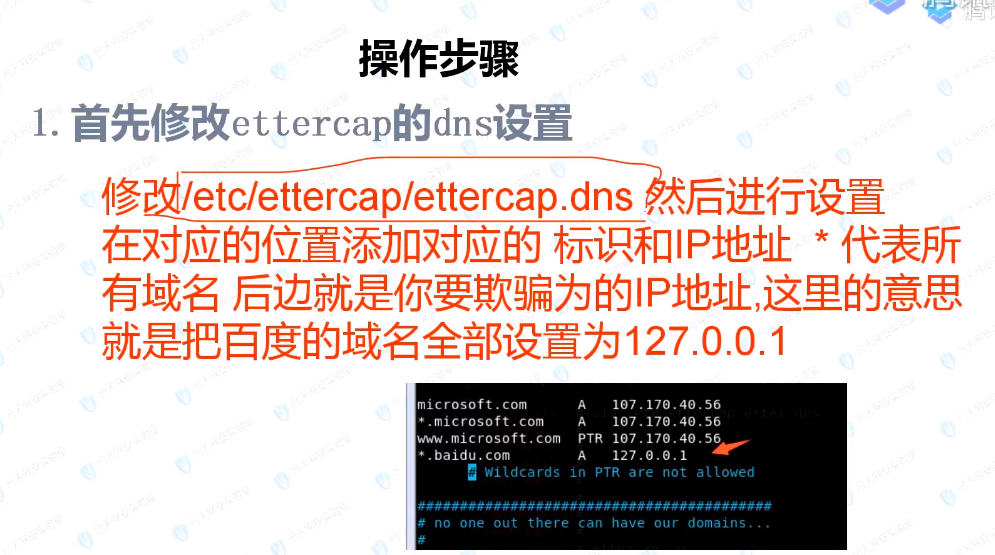 操作步骤
1.首先修改ettercap的dns设置
修改/etc/ettercap/ettercap.dns 然后进行设置
在对应的位置添加对应的 标识和IP地址 * 代表所
有域名 后边就是你要欺骗为的IP地址,这里的意思
就是把百度的域名全部设置为127.0.0.1
microsoft.com A 107.170.40.56
*.microsoft.com A 107.170.40.56
www.microsoft.com PTR 107.170.40.56
*.baidu.com A 127.0.0.1
# Wildcards in PTR are not allowed
##########################################
# no one out there can have our domains...
#